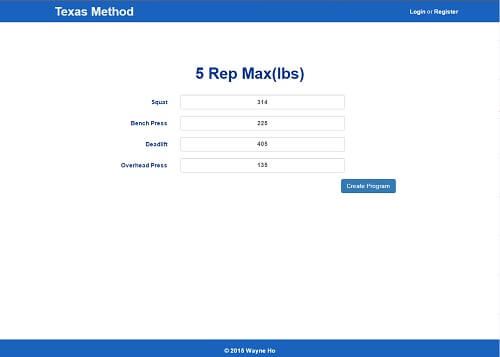 Texas Method
Login or Register
5 Rep Max(lbs)
Squat 314
Bench Press 225
Deadlift 405
Overhead Press 135
Create Program
© 2015 Wayne Ho